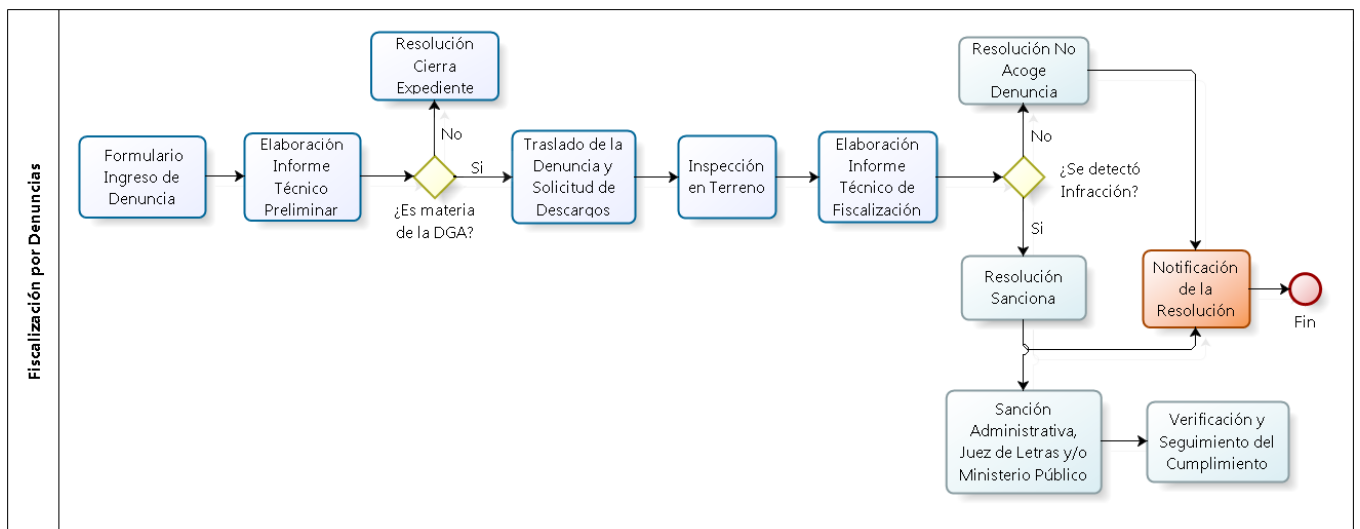 Fiscalización por Denuncias
Formulario
Ingreso de
Denuncia
Elaboración
Informe
Técnico
Preliminar
Resolución
Cierra
Expediente
No
Si
¿Es materia
de la DGA?
Traslado de la
Denuncia y
Solicitud de
Descargos
Inspección
en Terreno
Elaboración
Informe
Técnico de
Fiscalización
Resolución No
Acoge
Denuncia
No
¿Se detectó
Infracción?
Si
Resolución
Sanciona
Notificación
de la
Resolución
Fin
Sanción
Administrativa,
Juez de Letras y/o
Ministerio Público
Verificación y
Seguimiento del
Cumplimiento